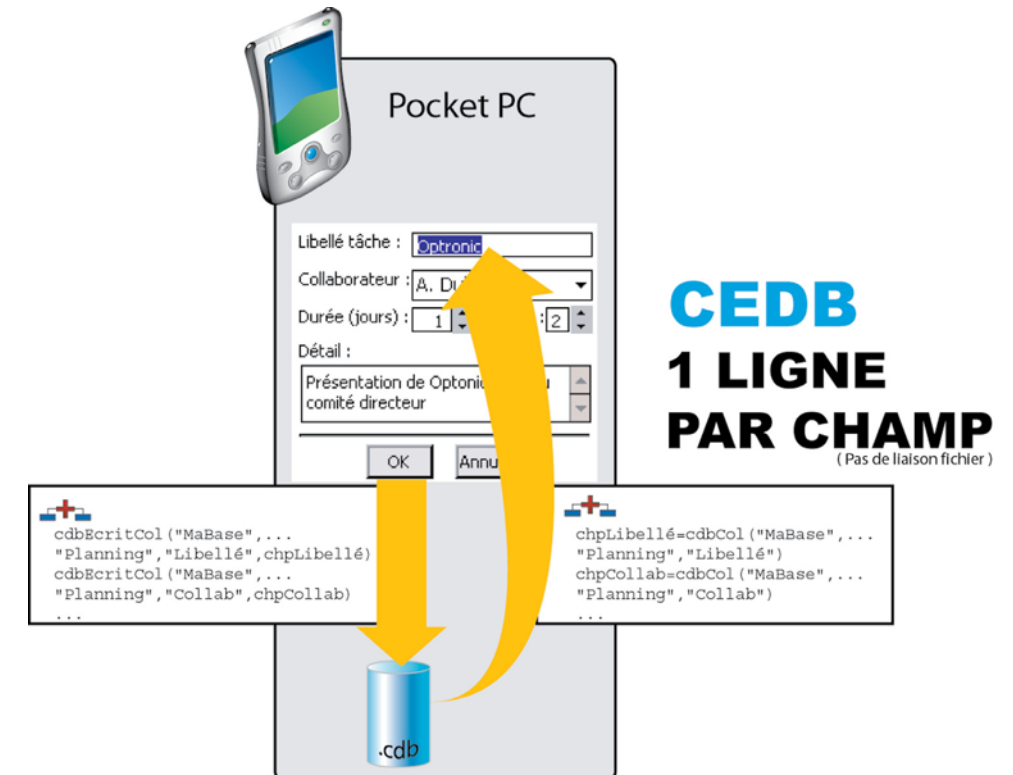 Pocket PC
Libellé tâche :
Optronic
Collaborateur :
A. Du
Durée (jours) :
1
:
2
Détail :
Présentation de Optonic
u
comité directeur
OK
Annu
CEDB
1 LIGNE
PAR CHAMP
( Pas de liaison fichier )
cdbEcritCol("MaBase",...
"Planning","Libellé",chpLibellé)
cdbEcritCol("MaBase",...
"Planning","Collab",chpCollab)
...
chpLibellé=cdbCol("MaBase",...
"Planning","Libellé")
chpCollab=cdbCol("MaBase",...
"Planning","Collab")
...
.cdb